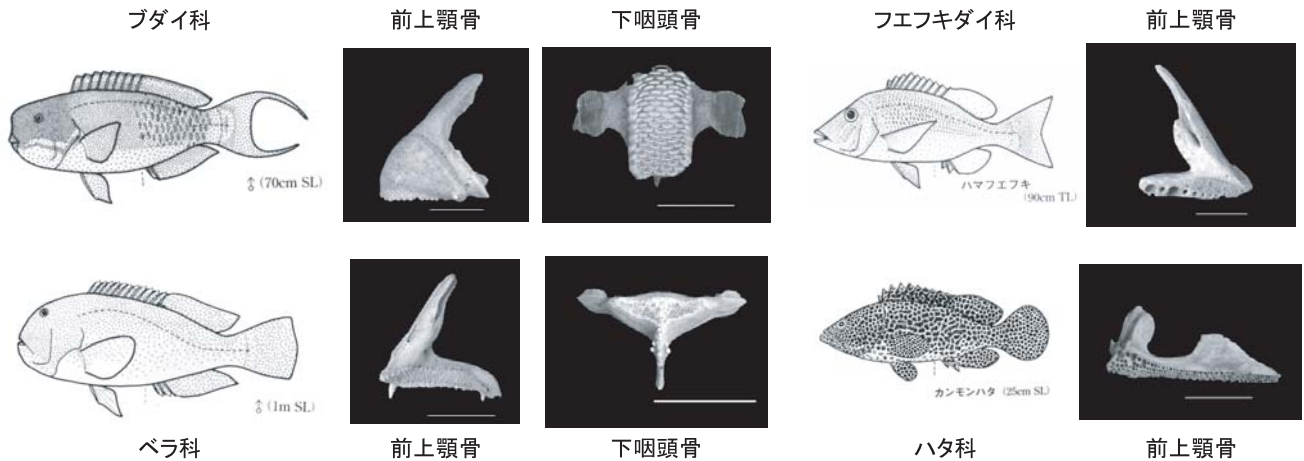 ブダイ科 前上顎骨 下咽頭骨 フエフキダイ科 前上顎骨
♂ (70cm SL)
ハマフエフキ
(90cm TL)
♂ (1m SL)
カンモンハタ (25cm SL)
ベラ科 前上顎骨 下咽頭骨 ハタ科 前上顎骨